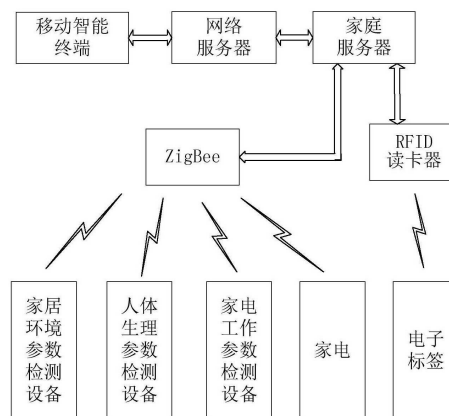 移动智能
终端
网络
服务器
家庭
服务器
ZigBee
RFID
读卡器
家居
环境
参数
检测
设备
人体
生理
参数
检测
设备
家电
工作
参数
检测
设备
家电
电子
标签